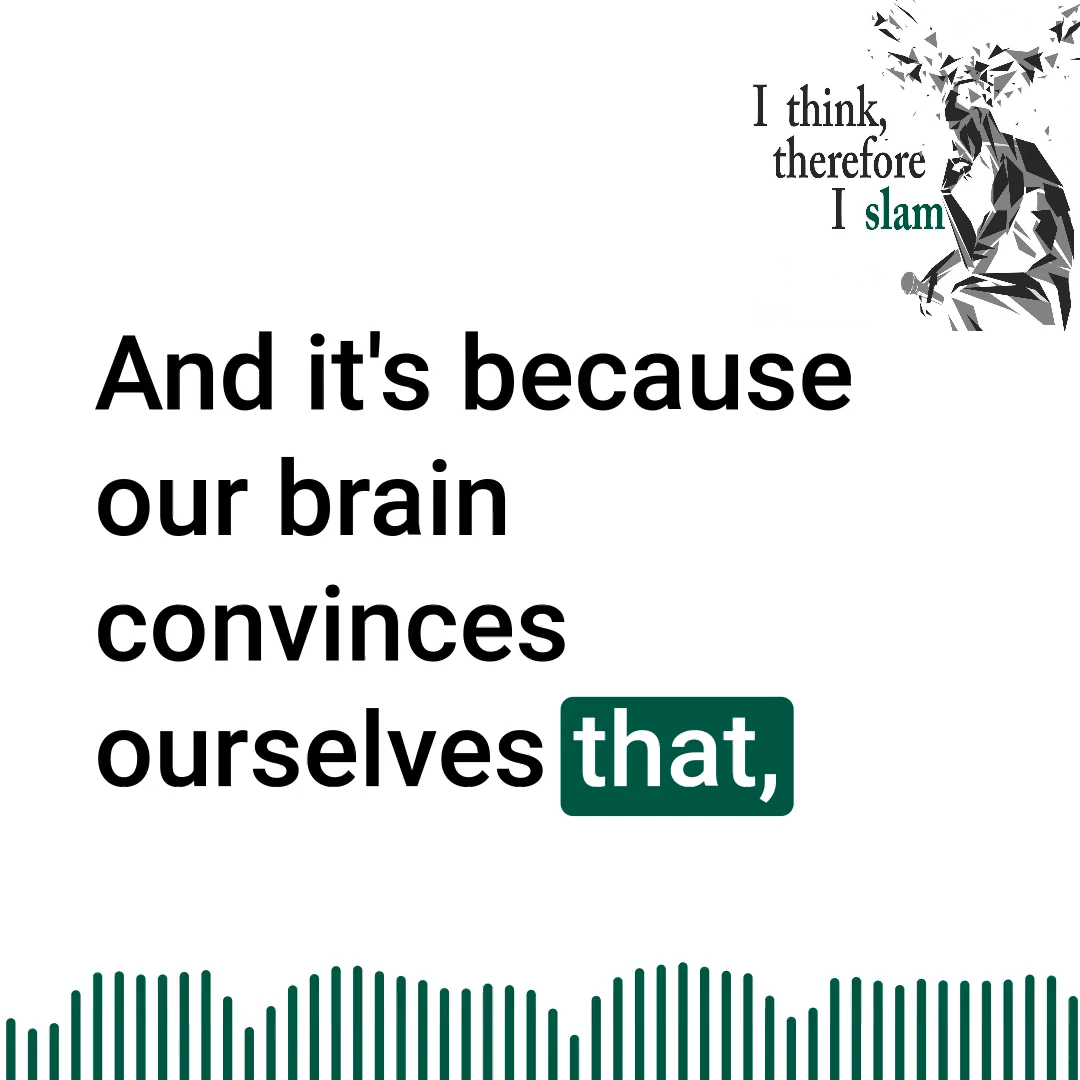 I think,
therefore
I slam
And it's because
our brain
convinces
ourselves that,